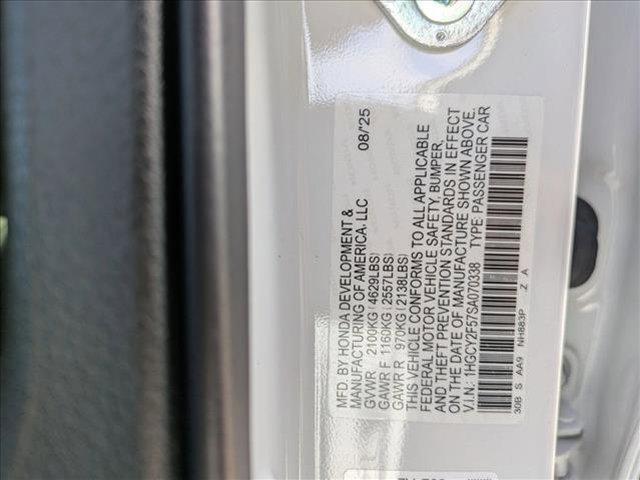 MFD. BY HONDA DEVELOPMENT &
MANUFACTURING OF AMERICA, LLC 08/'25
GVWR 2100KG(4629LBS)
GAWR F 1160KG(2557LBS)
GAWR R 970KG(2138LBS)
THIS VEHICLE CONFORMS TO ALL APPLICABLE
FEDERAL MOTOR VEHICLE SAFETY, BUMPER,
AND THEFT PREVENTION STANDARDS IN EFFECT
ON THE DATE OF MANUFACTURE SHOWN ABOVE.
V.I.N.: 1HGCY2F57SA070338 TYPE: PASSENGER CAR
30B S AA9 NH883P Z A